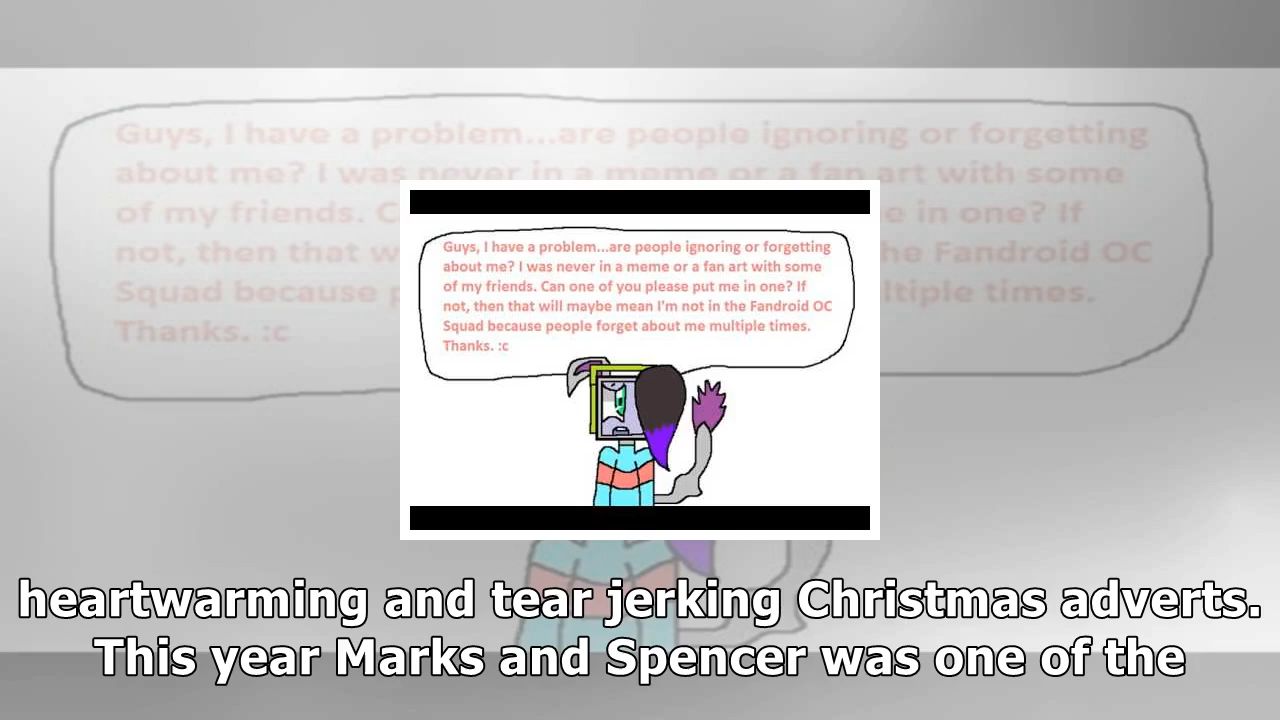 Guys, I have a problem...are people ignoring or forgetting
about me? I was never in a meme or a fan art with some
of my friends. Can one of you please put me in one? If
not, then that will maybe mean I'm not in the Fandroid OC
Squad because people forget about me multiple times.
Thanks. :c
heartwarming and tear jerking Christmas adverts.
This year Marks and Spencer was one of the